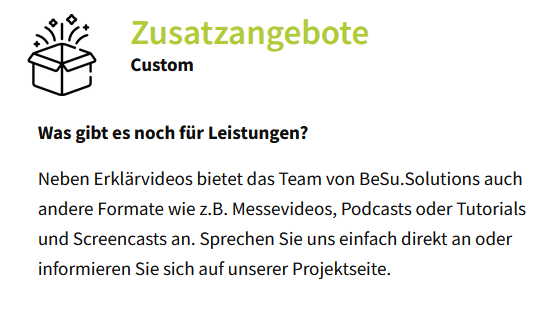 Zusatzangebote
Custom
Was gibt es noch für Leistungen?
Neben Erklärvideos bietet das Team von BeSu.Solutions auch
andere Formate wie z.B. Messevideos, Podcasts oder Tutorials
und Screencasts an. Sprechen Sie uns einfach direkt an oder
informieren Sie sich auf unserer Projektseite.